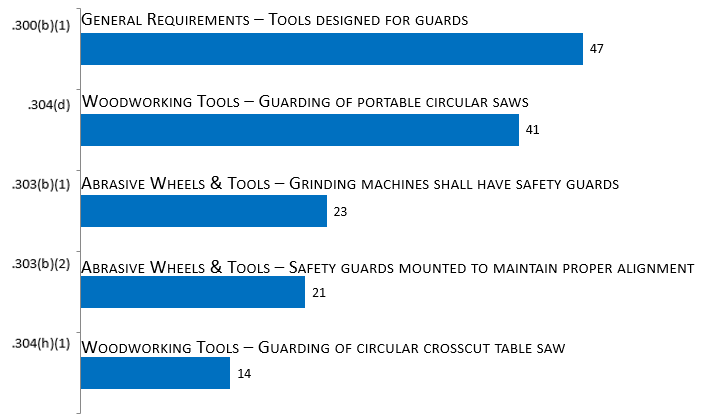 .300(b)(1)
General Requirements – Tools designed for guards
47
.304(d)
Woodworking Tools – Guarding of portable circular saws
41
.303(b)(1)
Abrasive Wheels & Tools – Grinding machines shall have safety guards
23
.303(b)(2)
Abrasive Wheels & Tools – Safety guards mounted to maintain proper alignment
21
.304(h)(1)
Woodworking Tools – Guarding of circular crosscut table saw
14